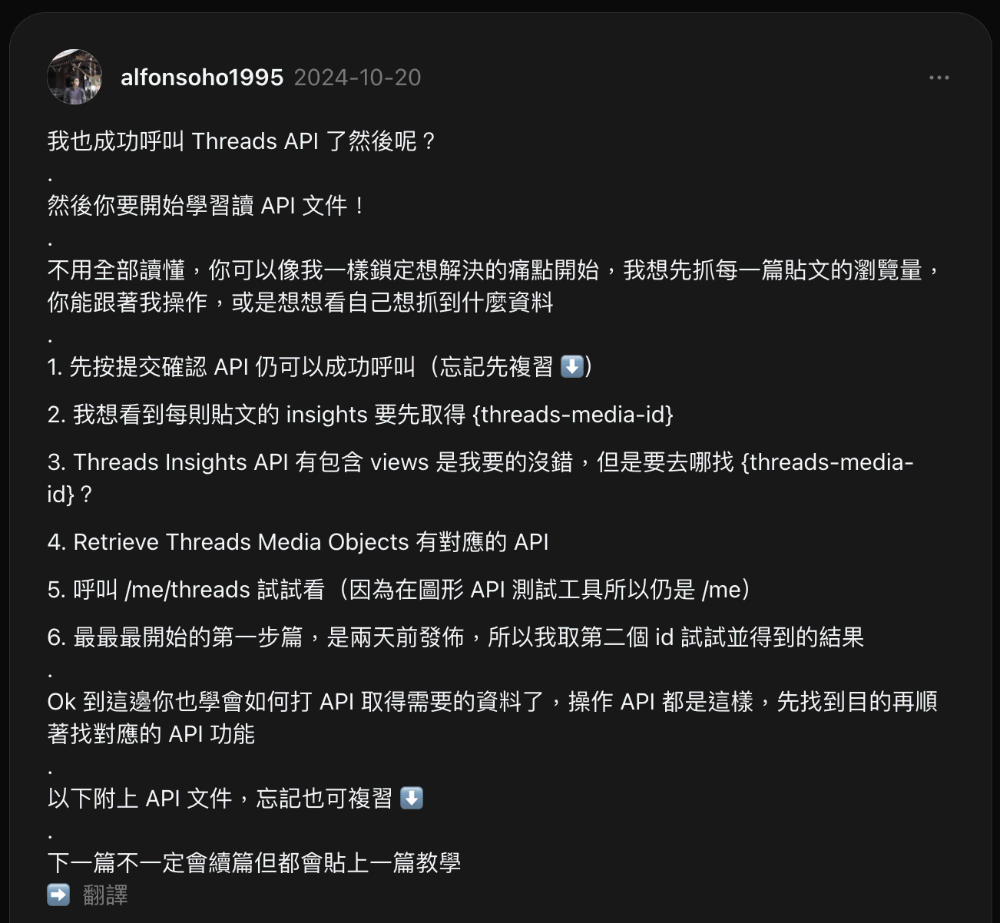 alfonsoho1995 2024-10-20
我也成功呼叫 Threads API 了然後呢？
.
然後你要開始學習讀 API 文件！
.
不用全部讀懂，你可以像我一樣鎖定想解決的痛點開始，我想先抓每一篇貼文的瀏覽量，
你能跟著我操作，或是想想看自己想抓到什麼資料
.
1. 先按提交確認 API 仍可以成功呼叫（忘記先複習 ⬇️）
2. 我想看到每則貼文的 insights 要先取得 {threads-media-id}
3. Threads Insights API 有包含 views 是我要的沒錯，但是要去哪找 {threads-media-
id}？
4. Retrieve Threads Media Objects 有對應的 API
5. 呼叫 /me/threads 試試看（因為在圖形 API 測試工具所以仍是 /me）
6. 最最最開始的第一步篇，是兩天前發佈，所以我取第二個 id 試試並得到的結果
.
Ok 到這邊你也學會如何打 API 取得需要的資料了，操作 API 都是這樣，先找到目的再順
著找對應的 API 功能
.
以下附上 API 文件，忘記也可複習 ⬇️
.
下一篇不一定會續篇但都會貼上一篇教學
➡️ 翻譯